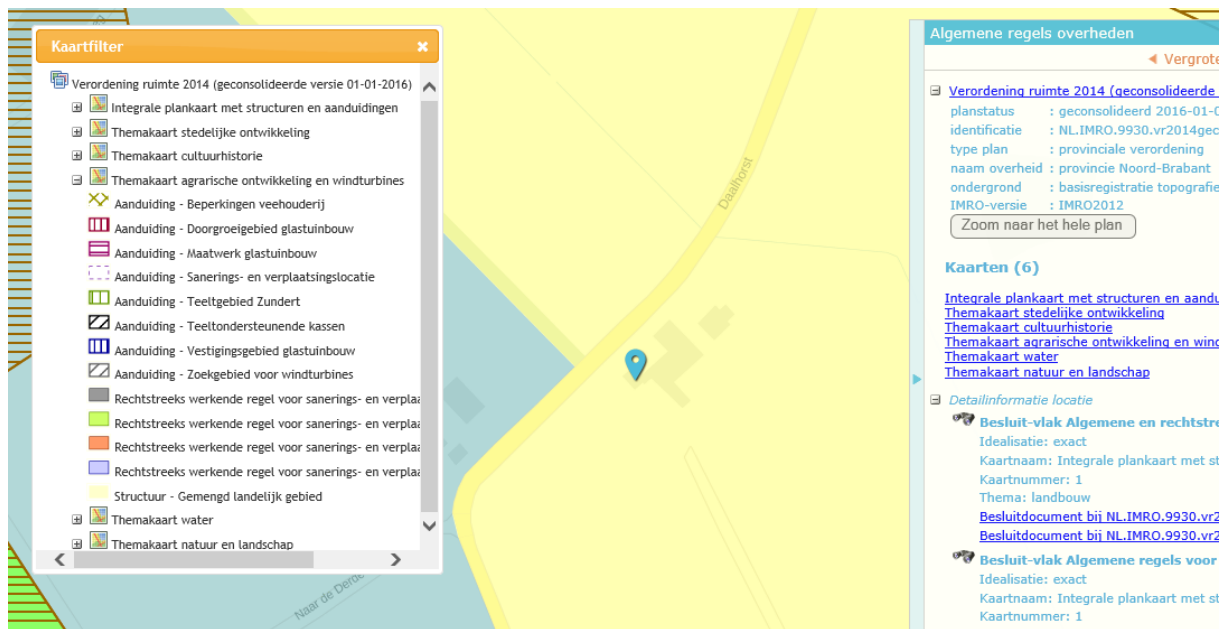 Kaartfilter
Verordening ruimte 2014 (geconsolideerde versie 01-01-2016)
Integrale plankaart met structuren en aanduidingen
Themakaart stedelijke ontwikkeling
Themakaart cultuurhistorie
Themakaart agrarische ontwikkeling en windturbines
Aanduiding - Beperkingen veehouderij
Aanduiding - Doorgroeigebied glastuinbouw
Aanduiding - Maatwerk glastuinbouw
Aanduiding - Sanerings- en verplaatsingslocatie
Aanduiding - Teeltgebied Zundert
Aanduiding - Teeltondersteunende kassen
Aanduiding - Vestigingsgebied glastuinbouw
Aanduiding - Zoekgebied voor windturbines
Rechtstreeks werkende regel voor sanerings- en verplaa
Rechtstreeks werkende regel voor sanerings- en verplaa
Rechtstreeks werkende regel voor sanerings- en verplaa
Rechtstreeks werkende regel voor sanerings- en verplaa
Structuur - Gemengd landelijk gebied
Themakaart water
Themakaart natuur en landschap
Naar de Derde
Daalhorst
Algemene regels overheden
Vergrote
Verordening ruimte 2014 (geconsolideerde
planstatus : geconsolideerd 2016-01-0
identificatie : NL.IMRO.9930.vr2014gec
type plan : provinciale verordening
naam overheid : provincie Noord-Brabant
ondergrond : basisregistratie topografie
IMRO-versie : IMRO2012
Zoom naar het hele plan
Kaarten (6)
Integrale plankaart met structuren en aandu
Themakaart stedelijke ontwikkeling
Themakaart cultuurhistorie
Themakaart agrarische ontwikkeling en wind
Themakaart water
Themakaart natuur en landschap
Detailinformatie locatie
Besluit-vlak Algemene en rechtstre
Idealisatie: exact
Kaartnaam: Integrale plankaart met st
Kaartnummer: 1
Thema: landbouw
Besluitdocument bij NL.IMRO.9930.vr2
Besluitdocument bij NL.IMRO.9930.vr2
Besluit-vlak Algemene regels voor
Idealisatie: exact
Kaartnaam: Integrale plankaart met st
Kaartnummer: 1